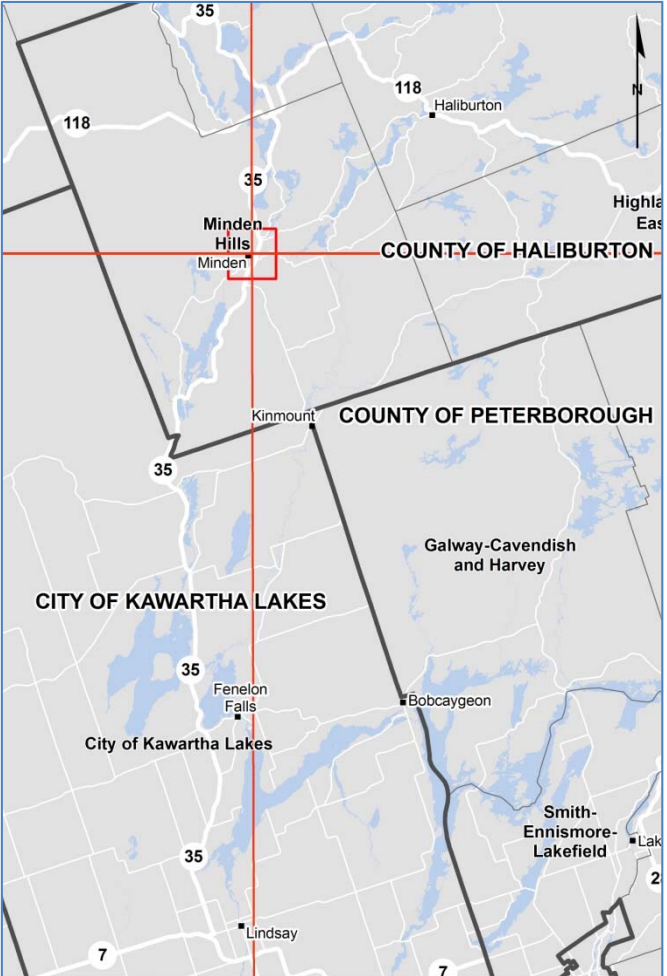 35
118
118
Haliburton
N
35
Highla
Eas
Minden
Hills
Minden
COUNTY OF HALIBURTON
Kinmount
COUNTY OF PETERBOROUGH
35
Galway-Cavendish
and Harvey
CITY OF KAWARTHA LAKES
35
Fenelon
Falls
Bobcaygeon
City of Kawartha Lakes
Smith-
Ennismore-
Lakefield
Lak
35
2
Lindsay
7
7